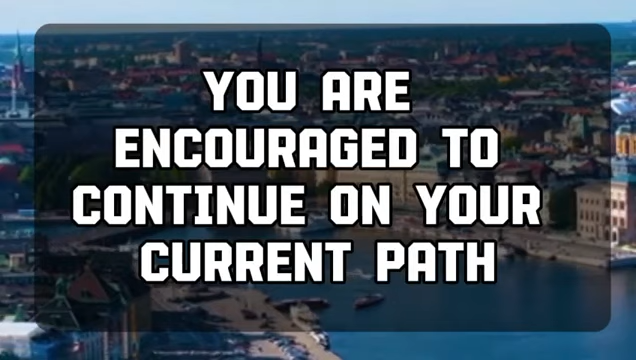 YOU ARE
ENCOURAGED TO
CONTINUE ON YOUR
CURRENT PATH